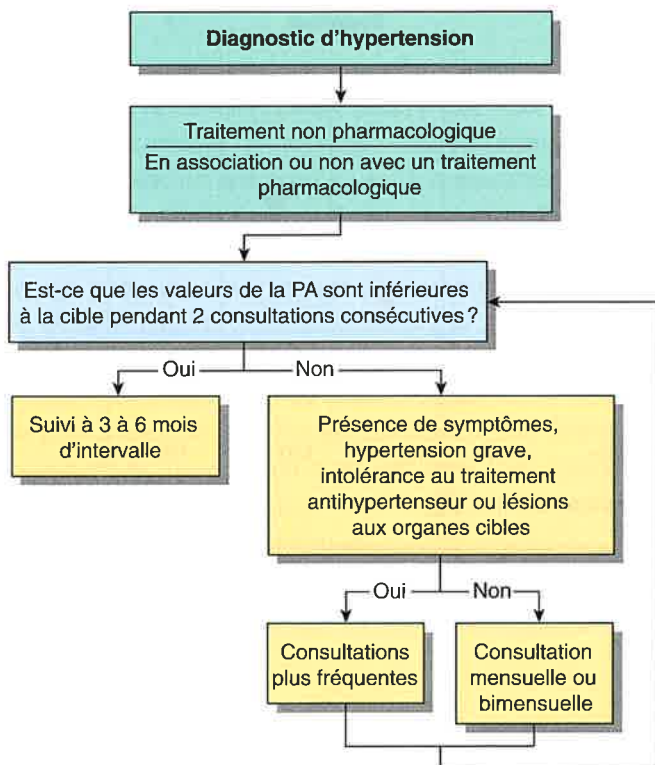 Diagnostic d'hypertension
Traitement non pharmacologique
En association ou non avec un traitement
pharmacologique
Est-ce que les valeurs de la PA sont inférieures
à la cible pendant 2 consultations consécutives ?
Oui
Non
Suivi à 3 à 6 mois
d'intervalle
Présence de symptômes,
hypertension grave,
intolérance au traitement
antihypertenseur ou lésions
aux organes cibles
Oui
Non
Consultations
plus fréquentes
Consultation
mensuelle ou
bimensuelle